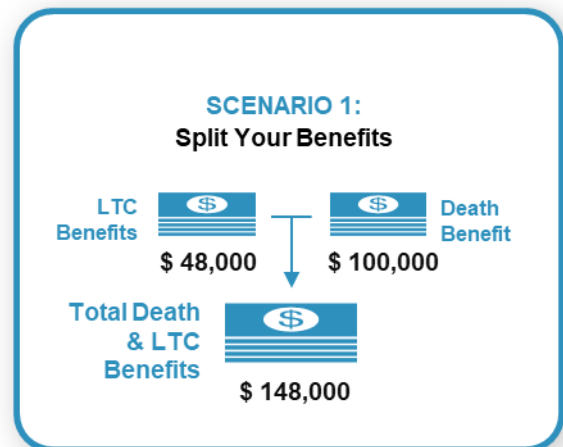 SCENARIO 1:
Split Your Benefits
LTC
Benefits
$
$ 48,000
$
Death
Benefit
$ 100,000
Total Death
& LTC
Benefits
$
$ 148,000